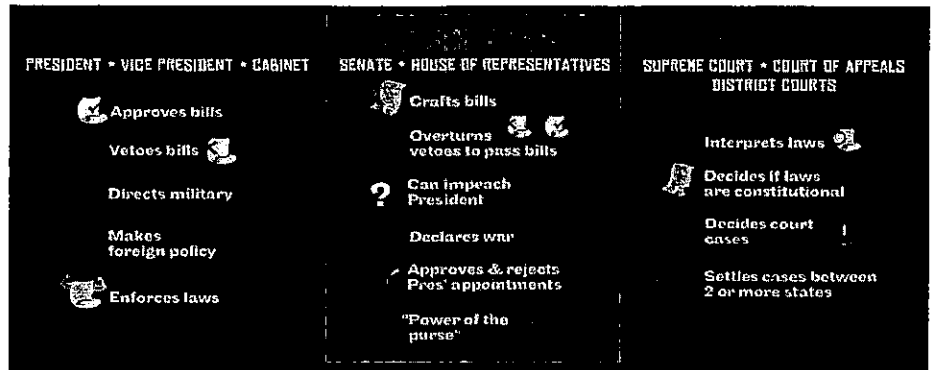 PRESIDENT • VICE PRESIDENT • CABINET
Approves bills
Vetoes bills
Directs military
Makes
foreign policy
Enforces laws
SENATE • HOUSE OF REPRESENTATIVES
Crafts bills
Overturns
vetoes to pass bills
?
Can impeach
President
Declares war
Approves & rejects
Pres' appointments
"Power of the
purse"
SUPREME COURT • COURT OF APPEALS
DISTRICT COURTS
Interprets laws
Decides if laws
are constitutional
Decides court
cases
Settles cases between
2 or more states